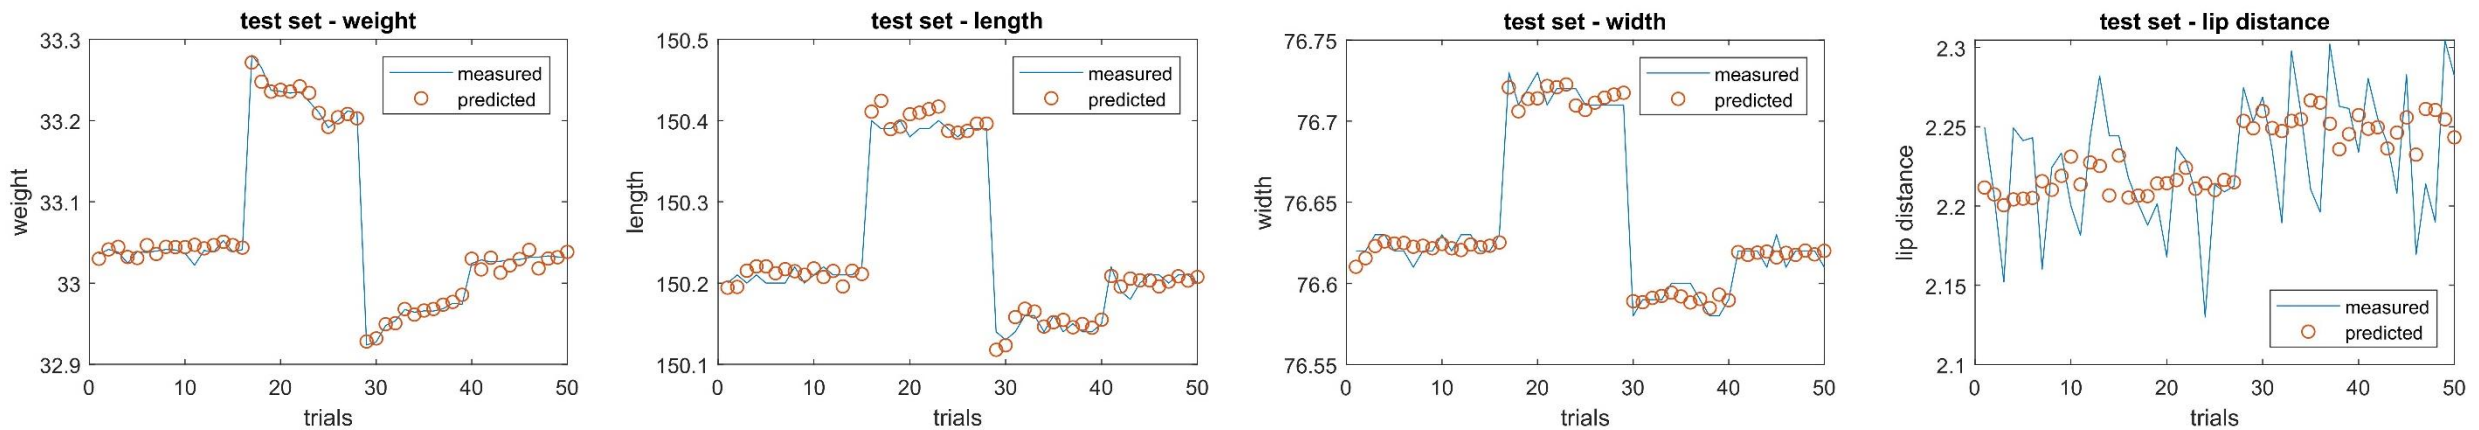 test set - weight
33.3
33.2
33.1
33
32.9
weight
0 10 20 30 40 50
trials
measured
predicted
test set - length
150.5
150.4
150.3
150.2
150.1
length
0 10 20 30 40 50
trials
measured
predicted
test set - width
76.75
76.7
76.65
76.6
76.55
width
0 10 20 30 40 50
trials
measured
predicted
test set - lip distance
2.3
2.25
2.2
2.15
2.1
lip distance
0 10 20 30 40 50
trials
measured
predicted